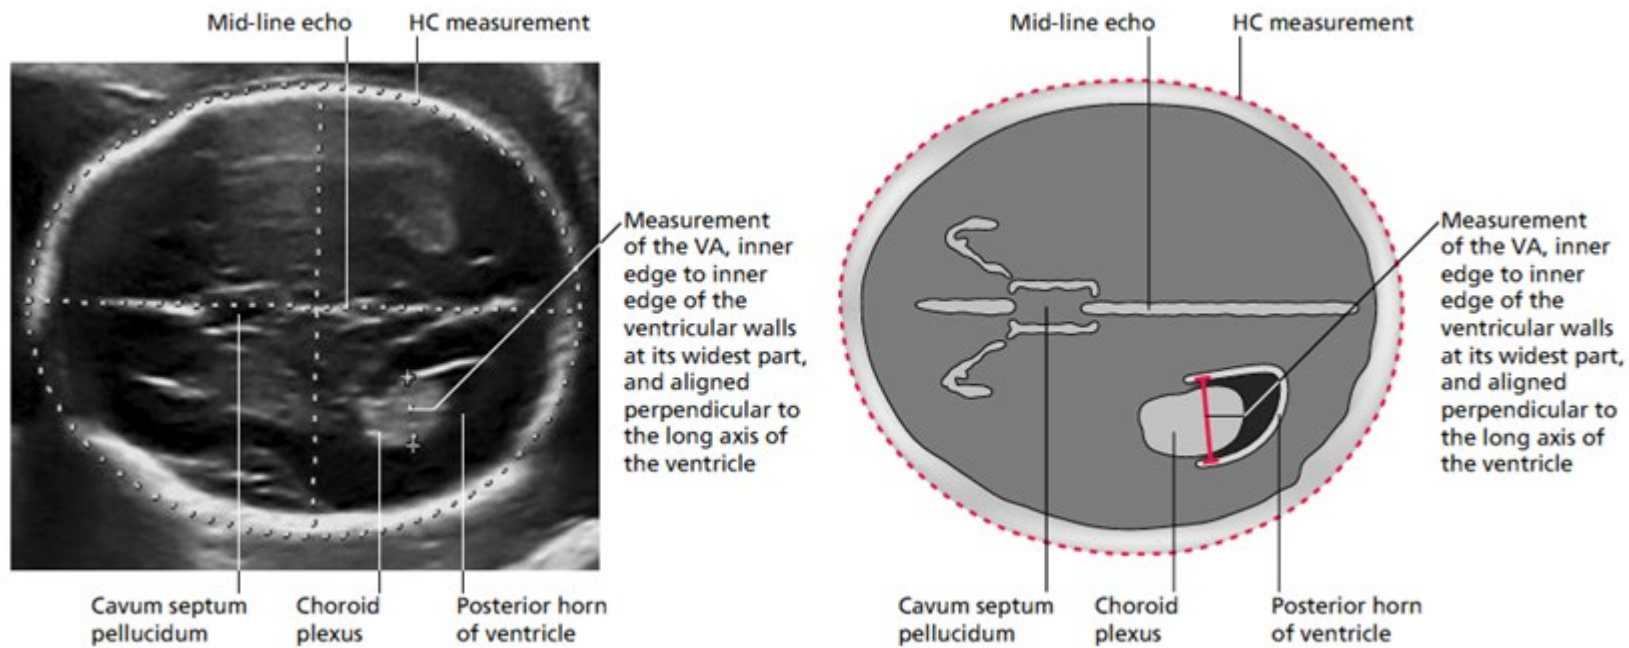 Mid-line echo
HC measurement
Measurement
of the VA, inner
edge to inner
edge of the
ventricular walls
at its widest part,
and aligned
perpendicular to
the long axis of
the ventricle
Cavum septum
pellucidum
Choroid
plexus
Posterior horn
of ventricle
Mid-line echo
HC measurement
Measurement
of the VA, inner
edge to inner
edge of the
ventricular walls
at its widest part,
and aligned
perpendicular to
the long axis of
the ventricle
Cavum septum
pellucidum
Choroid
plexus
Posterior horn
of ventricle